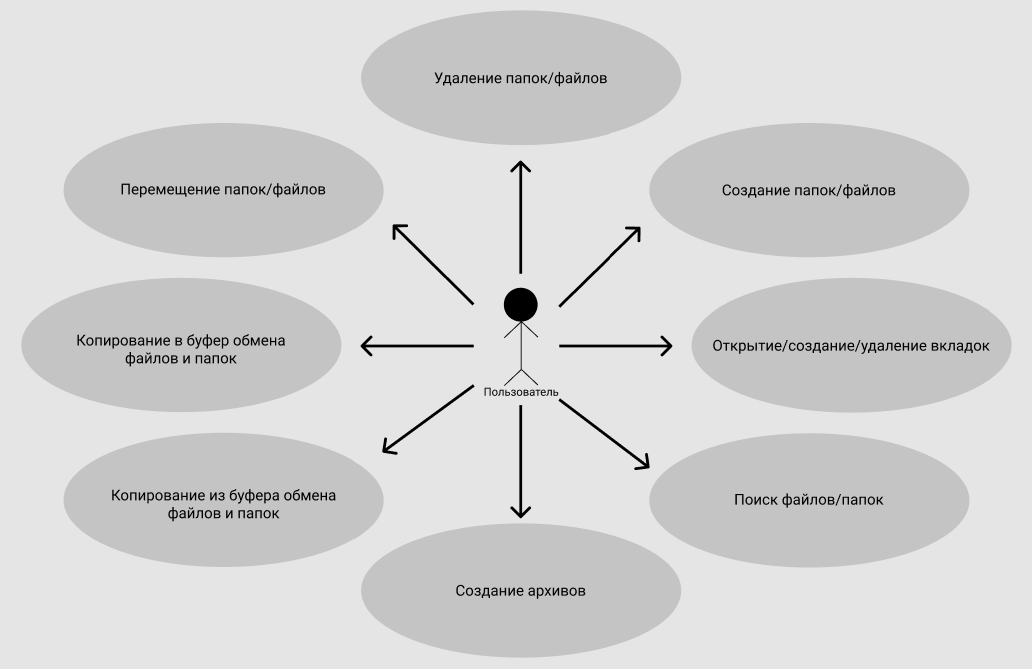 Удаление папок/файлов
Перемещение папок/файлов
Создание папок/файлов
Копирование в буфер обмена
файлов и папок
Открытие/создание/удаление вкладок
Пользователь
Копирование из буфера обмена
файлов и папок
Поиск файлов/папок
Создание архивов